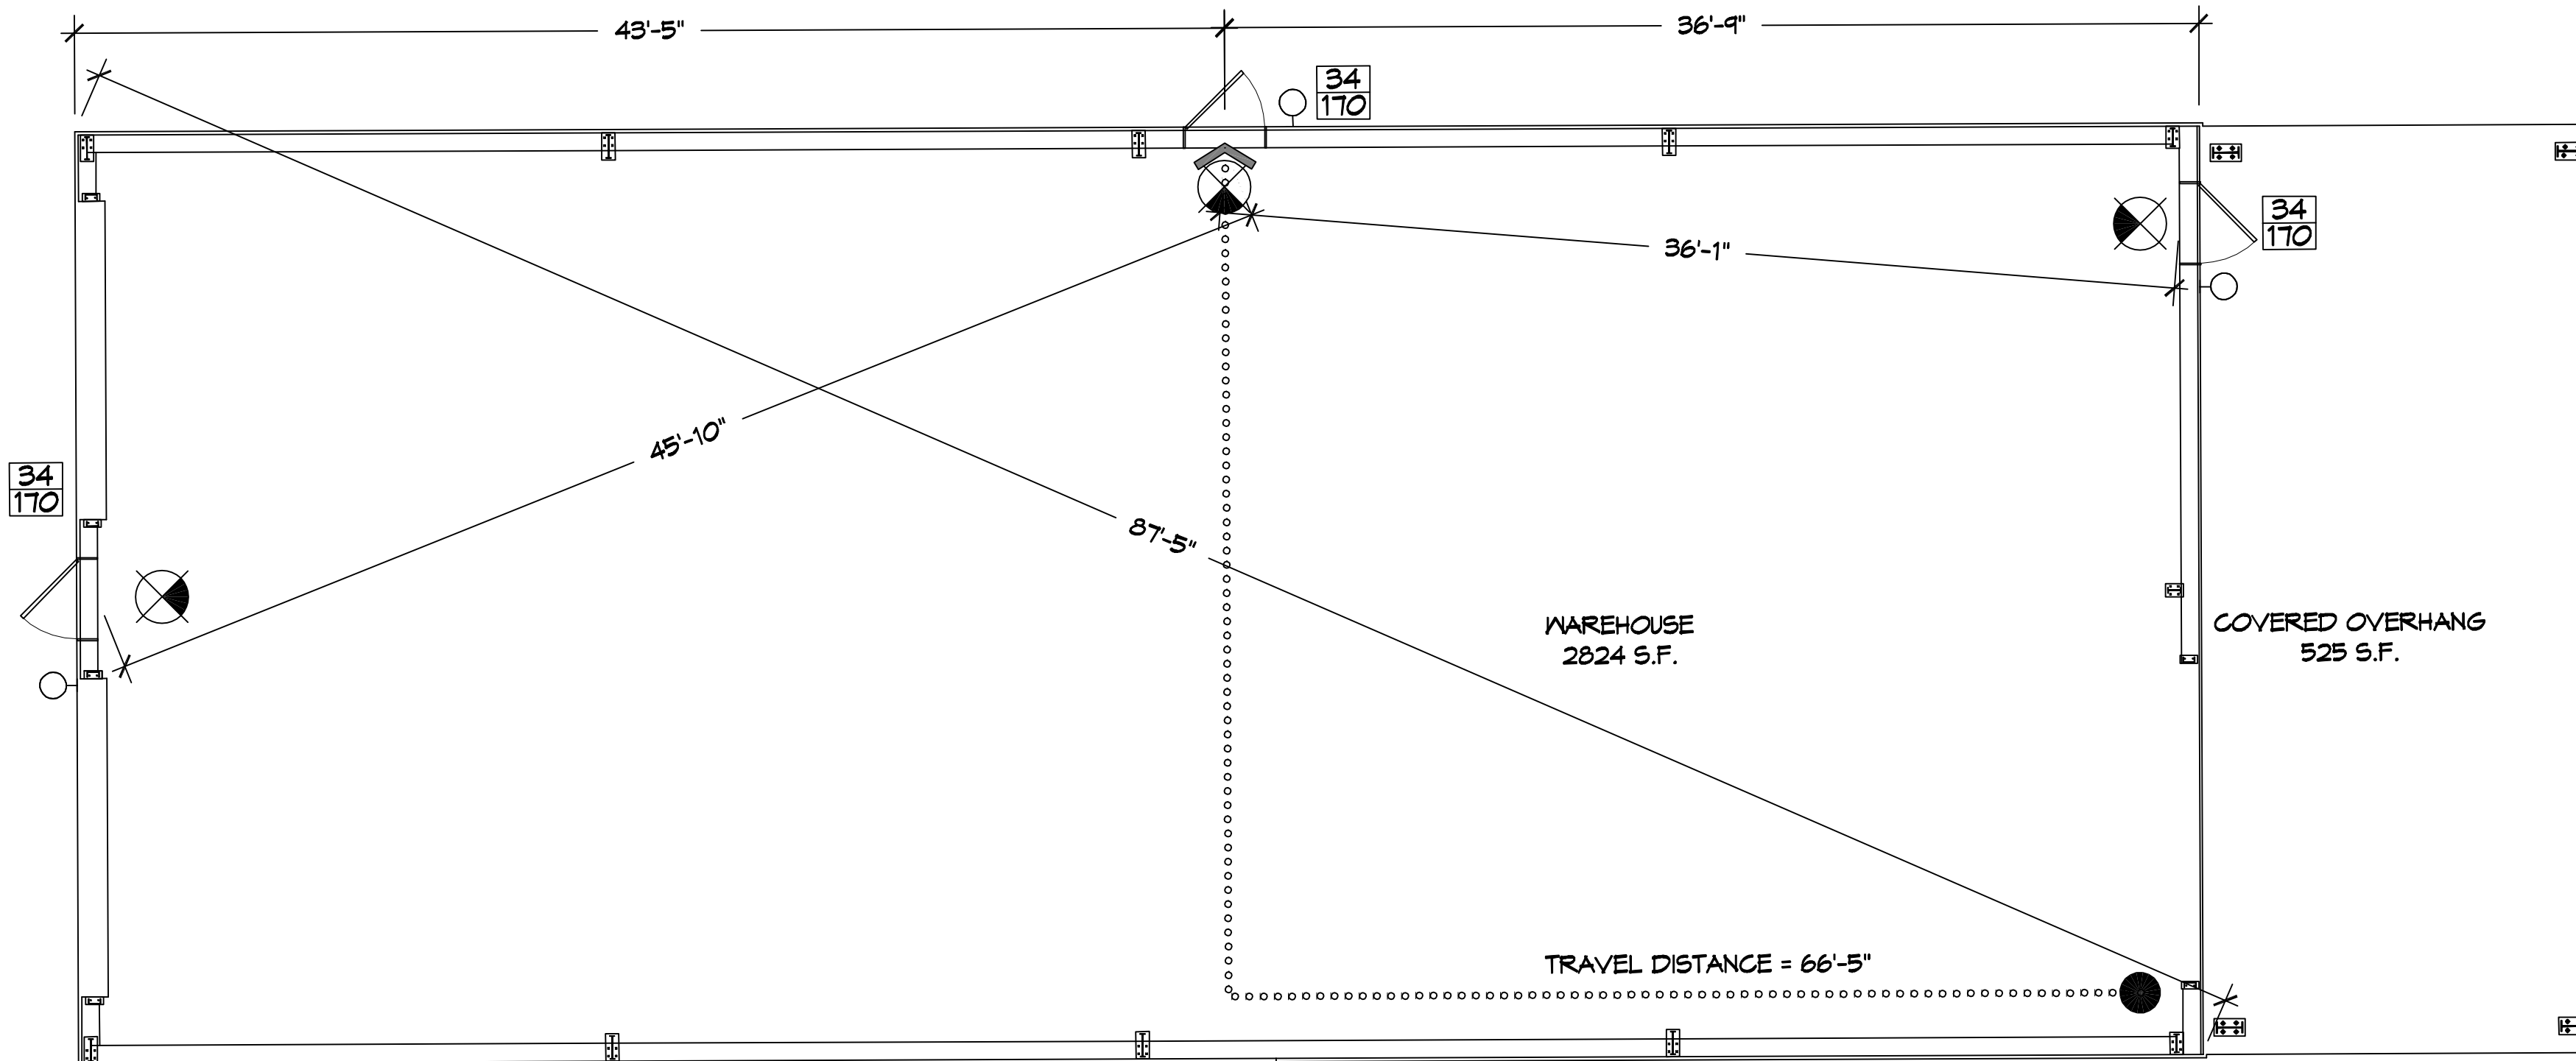 43'-5"
36'-9"
34
170
34
170
36'-1"
45'-10"
34
170
87'-5"
WAREHOUSE
2824 S.F.
COVERED OVERHANG
525 S.F.
TRAVEL DISTANCE = 66'-5"